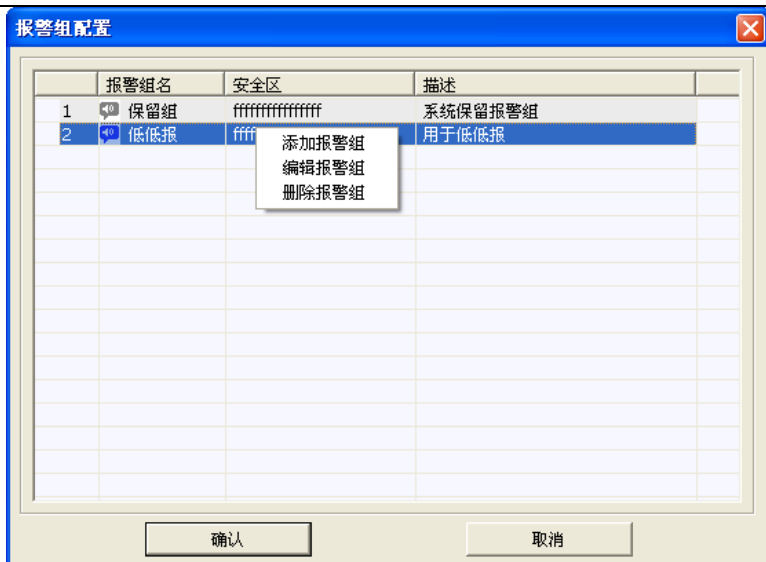 报警组配置
报警组名 安全区 描述
1 保留组 ffffffffffffffff 系统保留报警组
2 低低报 ffff 用于低低报
添加报警组
编辑报警组
删除报警组
确认 取消